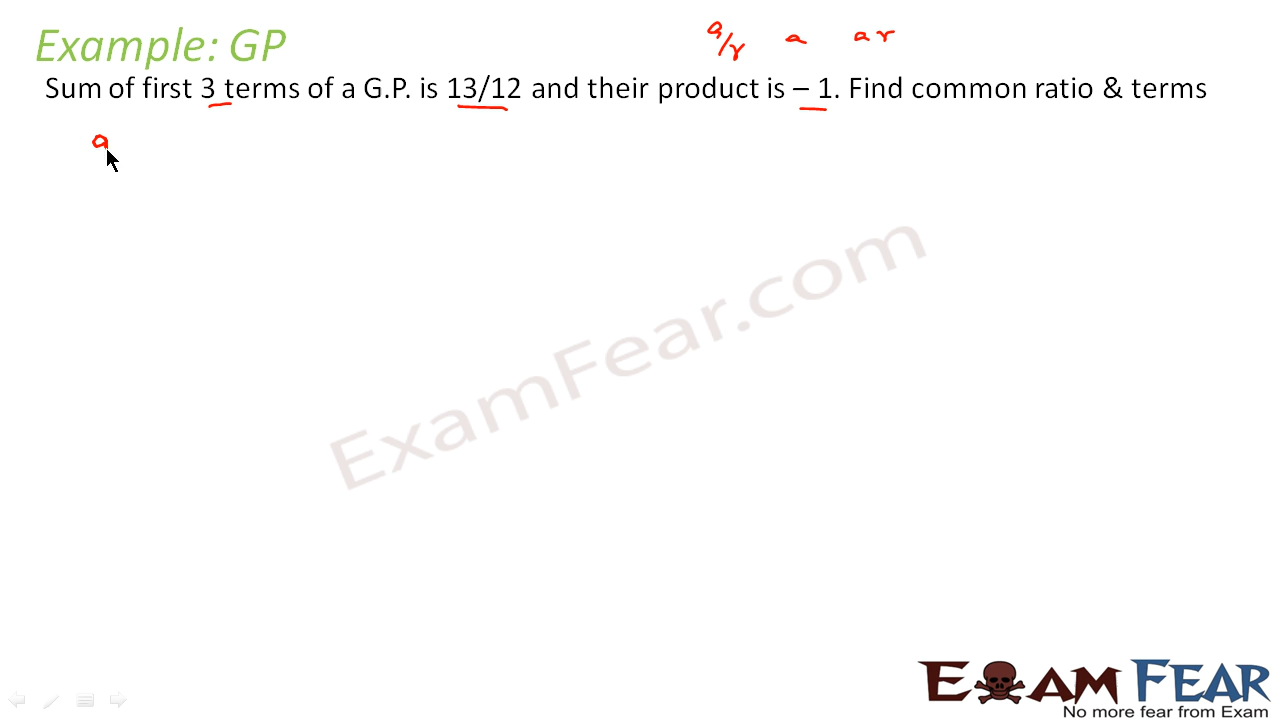 a/r a ar
Example: GP
Sum of first 3 terms of a G.P. is 13/12 and their product is – 1. Find common ratio & terms
a
ExamFear.com
EXAM FEAR
No more fear from Exam